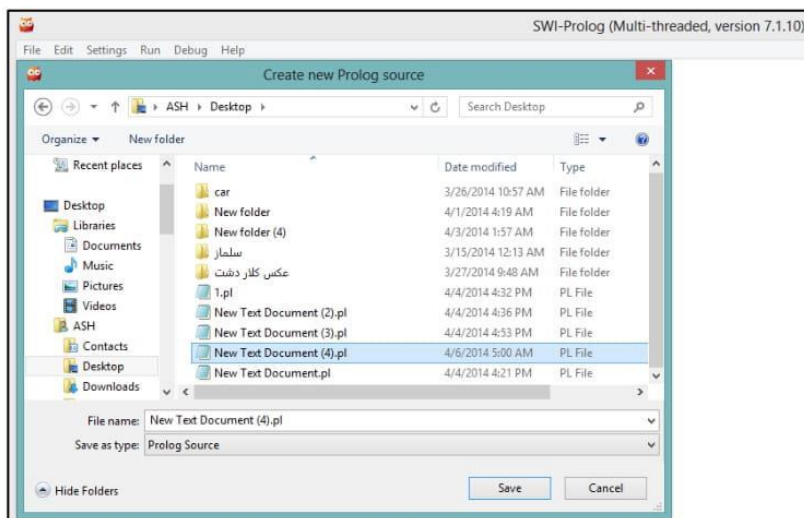 SWI-Prolog (Multi-threaded, version 7.1.10)
File Edit Settings Run Debug Help
Create new Prolog source
ASH Desktop
Search Desktop
Organize New folder
Recent places
Desktop
Libraries
Documents
Music
Pictures
Videos
ASH
Contacts
Desktop
Downloads
Name Date modified Type
car 3/26/2014 10:57 AM File folder
New folder 4/1/2014 4:19 AM File folder
New folder (4) 4/3/2014 1:57 AM File folder
سلماز 3/15/2014 12:13 AM File folder
عکس کلار دشت 3/27/2014 9:48 AM File folder
1.pl 4/4/2014 4:32 PM PL File
New Text Document (2).pl 4/4/2014 4:36 PM PL File
New Text Document (3).pl 4/4/2014 4:53 PM PL File
New Text Document (4).pl 4/6/2014 5:00 AM PL File
New Text Document.pl 4/4/2014 4:21 PM PL File
File name: New Text Document (4).pl
Save as type: Prolog Source
Hide Folders Save Cancel